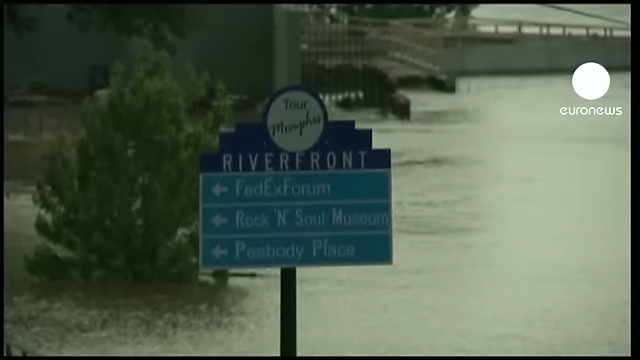 euronews
Tour
Memphis
RIVERFRONT
← FedExForum
← Rock 'N' Soul Museum
← Peabody Place